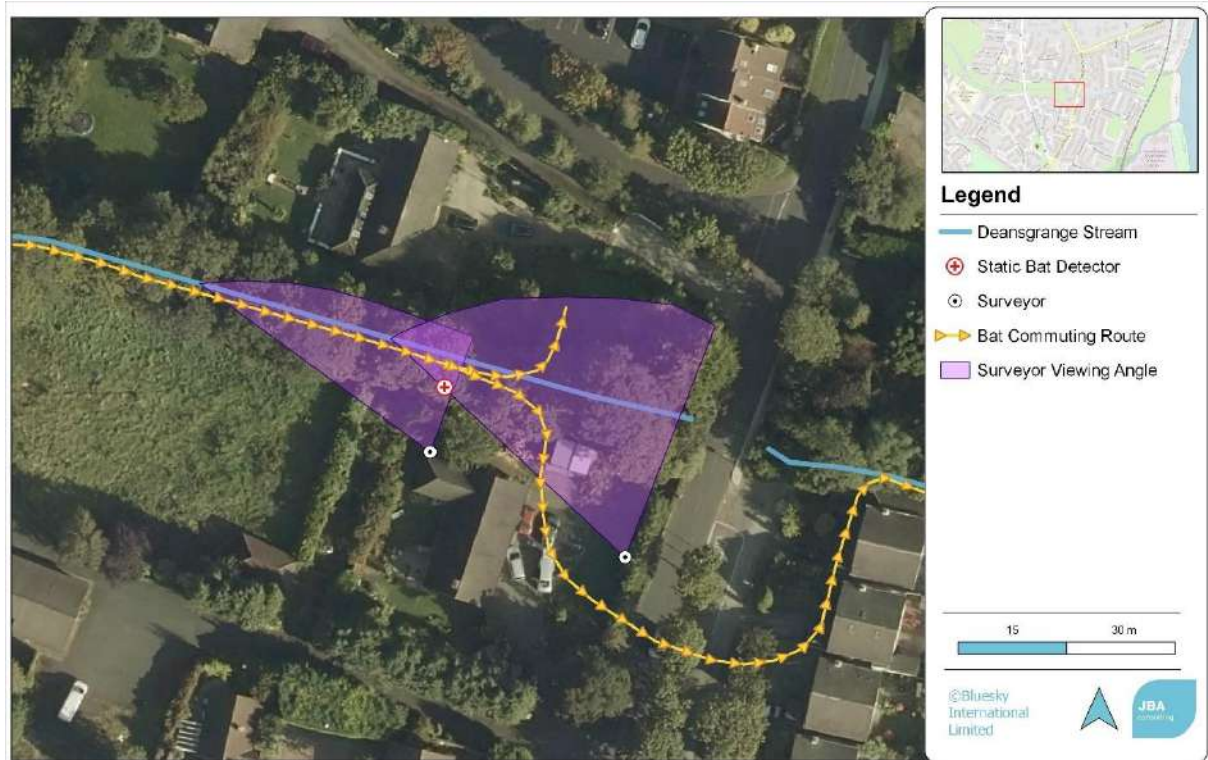 Legend
Deansgrange Stream
Static Bat Detector
Surveyor
Bat Commuting Route
Surveyor Viewing Angle
15 30 m
©Bluesky
International
Limited
JBA
consulting